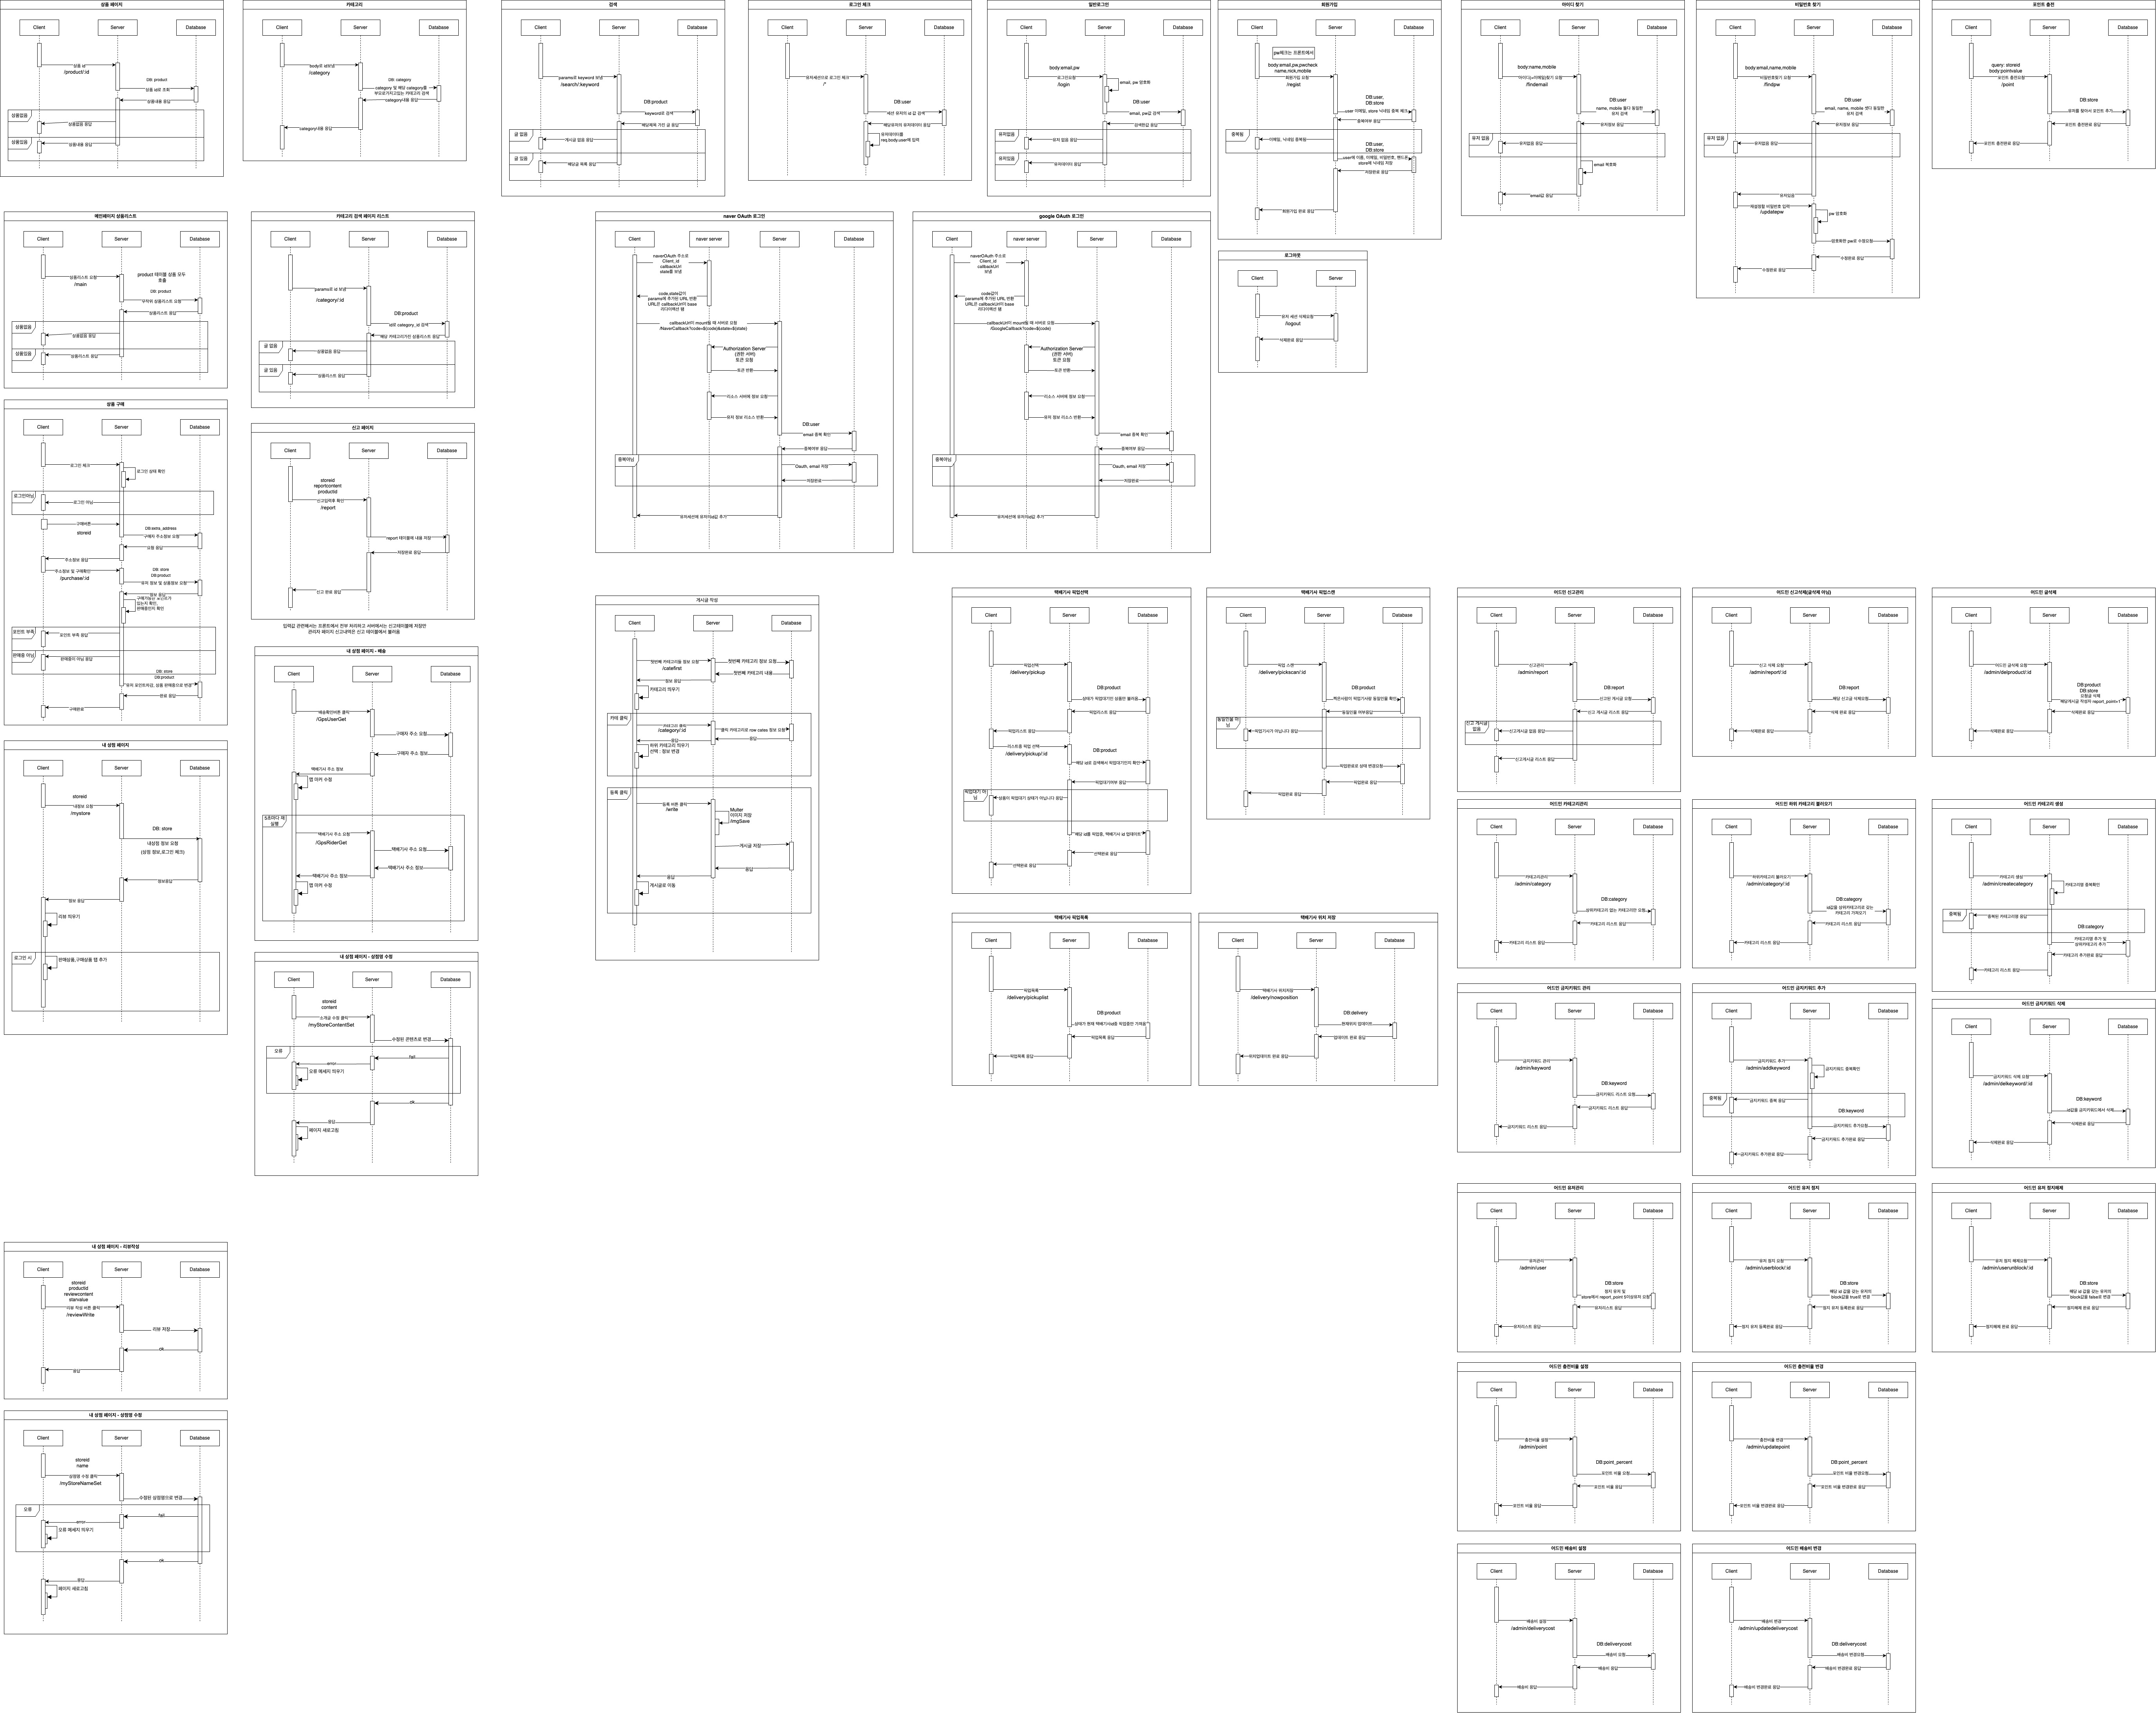 상품 페이지
Client
Server
Database
상품 id
/product/:id
DB: product
상품 id로 조회
상품내용 응답
상품없음
상품없음 응답
상품있음
상품내용 응답
카테고리
Client
Server
Database
body로 id보냄
/category
DB: category
category 및 해당 category를
부모로가지고있는 카테고리 검색
category내용 응답
category내용 응답
검색
Client
Server
Database
params로 keyword 보냄
/search/:keyword
DB:product
keyword로 검색
해당제목 가진 글 응답
글 없음
게시글 없음 응답
글 있음
해당글 목록 응답
로그인 체크
Client
Server
Database
유저세션으로 로그인 체크
/*
DB:user
세션 유저의 id 값 검색
해당유저의 유저데이터 응답
유저데이터를
req.body.user에 입력
일반로그인
Client
Server
Database
body:email,pw
로그인요청
/login
email, pw 암호화
DB:user
email, pw값 검색
검색한값 응답
유저없음
유저 없음 응답
유저있음
유저데이터 응답
회원가입
Client
Server
Database
pw체크는 프론트에서
body:email,pw,pwcheck
name,nick,mobile
회원가입 요청
/regist
DB:user,
DB:store
user 이메일, store 닉네임 중복 체크
중복여부 응답
중복됨
이메일, 닉네임 중복됨
DB:user,
DB:store
user에 이름, 이메일, 비밀번호, 핸드폰
store에 닉네임 저장
저장완료 응답
회원가입 완료 응답
아이디 찾기
Client
Server
Database
body:name,mobile
아이디(=이메일)찾기 요청
/findemail
DB:user
name, mobile 둘다 동일한
유저 검색
유저정보 응답
유저 없음
유저없음 응답
email 복호화
email값 응답
비밀번호 찾기
Client
Server
Database
body:email,name,mobile
비밀번호찾기 요청
/findpw
DB:user
email, name, mobile 셋다 동일한
유저 검색
유저정보 응답
유저 없음
유저없음 응답
유저있음
재설정할 비밀번호 입력
/updatepw
pw 암호화
암호화한 pw로 수정요청
수정완료 응답
수정완료 응답
포인트 충전
Client
Server
Database
query: storeid
body:pointvalue
포인트 충전요청
/point
DB:store
유저를 찾아서 포인트 추가
포인트 충전완료 응답
포인트 충전완료 응답
메인페이지 상품리스트
Client
Server
Database
상품리스트 요청
/main
product 테이블 상품 모두
호출
DB: product
무작위 상품리스트 요청
상품리스트 응답
상품없음
상품없음 응답
상품있음
상품리스트 응답
카테고리 검색 페이지 리스트
Client
Server
Database
params로 id 보냄
/category/:id
DB:product
id로 category_id 검색
해당 카테고리가진 상품리스트 응답
글 없음
상품없음 응답
글 있음
상품리스트 응답
naver OAuth 로그인
Client
naver server
Server
Database
naverOAuth 주소로
Client_id
callbackUrl
state를 보냄
code,state값이
params에 추가된 URL 반환
URL은 callbackUrl이 base
리다이렉션 됌
callbackUrl이 mount될 때 서버로 요청
/NaverCallback?code=${code}&state=${state}
Authorization Server
(권한 서버)
토큰 요청
토큰 반환
리소스 서버에 정보 요청
유저 정보 리소스 반환
DB:user
email 중복 확인
중복여부 응답
중복아님
Oauth, email 저장
저장완료
유저세션에 유저아id값 추가
google OAuth 로그인
Client
naver server
Server
Database
naverOAuth 주소로
Client_id
callbackUrl
보냄
code값이
params에 추가된 URL 반환
URL은 callbackUrl이 base
리다이렉션 됌
callbackUrl이 mount될 때 서버로 요청
/GoogleCallback?code=${code}
Authorization Server
(권한 서버)
토큰 요청
토큰 반환
리소스 서버에 정보 요청
유저 정보 리소스 반환
email 중복 확인
중복여부 응답
중복아님
Oauth, email 저장
저장완료
유저세션에 유저아id값 추가
로그아웃
Client
Server
유저 세션 삭제요청
/logout
삭제완료 응답
상품 구매
Client
Server
Database
로그인 체크
로그인 상태 확인
로그인아님
로그인 아님
구매버튼
storeid
DB:extra_address
구매자 주소정보 요청
요청 응답
주소정보 응답
주소정보 및 구매확인
/purchase/:id
DB: store
DB:product
유저 정보 및 상품정보 요청
정보 응답
구매가능한 포인트가
있는지 확인,
판매중인지 확인
포인트 부족
포인트 부족 응답
판매중 아님
판매중이 아님 응답
DB: store
DB:product
유저 포인트차감, 상품 판매중으로 변경
완료 응답
구매완료
신고 페이지
Client
Server
Database
storeid
reportcontent
productid
신고입력후 확인
/report
report 테이블에 내용 저장
저장완료 응답
신고 완료 응답
입력값 관련해서는 프론트에서 전부 처리하고 서버에서는 신고테이블에 저장만
관리자 페이지 신고내역은 신고 테이블에서 불러옴
게시글 작성
Client
Server
Database
첫번째 카테고리들 정보 요청
/catefirst
첫번째 카테고리 정보 요청
첫번째 카테고리 내용
정보 응답
카테고리 띄우기
카테 클릭
카테고리 클릭
/category/:id
클릭 카테고리로 row catee 정보 요청
응답
응답
하위 카테고리 띄우기
선택 : 정보 변경
등록 클릭
등록 버튼 클릭
/write
Multer
이미지 저장
/imgSave
게시글 저장
응답
응답
게시글로 이동
택배기사 픽업선택
Client
Server
Database
픽업선택
/delivery/pickup
DB:product
상태가 픽업대기인 상품만 불러옴
픽업리스트 응답
픽업리스트 응답
리스트중 픽업 선택
/delivery/pickup/:id
DB:product
해당 id로 검색해서 픽업대기인지 확인
픽업대기여부 응답
픽업대기 아님
상품이 픽업대기 상태가 아닙니다 응답
해당 id를 픽업중, 택배기사 id 업데이트
선택완료 응답
선택완료 응답
택배기사 픽업스캔
Client
Server
Database
픽업 스캔
/delivery/pickscan/:id
DB:product
찍은사람이 픽업기사랑 동일인물 확인
동일인물 여부응답
동일인물 아님
픽업기사가 아닙니다 응답
픽업완료로 상태 변경요청
픽업완료 응답
픽업완료 응답
어드민 신고관리
Client
Server
Database
신고관리
/admin/report
DB:report
신고된 게시글 요청
신고 게시글 리스트 응답
신고 게시글 없음
신고게시글 없음 응답
신고게시글 리스트 응답
어드민 신고삭제(글삭제 아님)
Client
Server
Database
신고 삭제 요청
/admin/report/:id
DB:report
해당 신고글 삭제요청
삭제 완료 응답
삭제완료 응답
어드민 글삭제
Client
Server
Database
어드민 글삭제 요청
/admin/delproduct/:id
DB:product
DB:store
요청글 삭제
해당게시글 작성자 report_point+1
삭제완료 응답
삭제완료 응답
내 상점 페이지 - 배송
Client
Server
Database
배송확인버튼 클릭
/GpsUserGet
구매자 주소 요청
구매자 주소 정보
택배기사 주소 정보
맵 마커 수정
5초마다 재실행
택배기사 주소 요청
/GpsRiderGet
택배기사 주소 요청
택배기사 주소 정보
택배기사 주소 정보
맵 마커 수정
내 상점 페이지
Client
Server
Database
storeid
내정보 요청
/mystore
DB: store
내상점 정보 요청
(상점 정보,로그인 체크)
정보응답
정보 응답
리뷰 띄우기
로그인 시
판매상품,구매상품 탭 추가
내 상점 페이지 - 상점명 수정
Client
Server
Database
storeid
content
소개글 수정 클릭
/myStoreContentSet
수정된 콘텐츠로 변경
오류
fail
error
오류 메세지 띄우기
ok
응답
페이지 새로고침
택배기사 픽업목록
Client
Server
Database
픽업목록
/delivery/pickuplist
DB:product
상태가 현재 택배기사id중 픽업중만 가져옴
픽업목록 응답
픽업목록 응답
택배기사 위치 저장
Client
Server
Database
택배기사 위치저장
/delivery/nowposition
DB:delivery
현재위치 업데이트
업데이트 완료 응답
위치업데이트 완료 응답
어드민 카테고리관리
Client
Server
Database
카테고리관리
/admin/category
DB:category
상위카테고리 없는 카테고리만 요청
카테고리 리스트 응답
카테고리 리스트 응답
어드민 하위 카테고리 불러오기
Client
Server
Database
하위카테고리 불러오기
/admin/category/:id
DB:category
id값을 상위카테고리로 갖는
카테고리 가져오기
카테고리 리스트 응답
카테고리 리스트 응답
어드민 카테고리 생성
Client
Server
Database
카테고리 생성
/admin/createcategory
카테고리명 중복확인
중복됨
중복된 카테고리명 응답
DB:category
카테고리명 추가 및
상위카테고리 추가
카테고리 추가완료 응답
카테고리 리스트 응답
어드민 금지키워드 관리
Client
Server
Database
금지키워드 관리
/admin/keyword
DB:keyword
금지키워드 리스트 요청
금지키워드 리스트 응답
금지키워드 리스트 응답
어드민 금지키워드 추가
Client
Server
Database
금지키워드 추가
/admin/addkeyword
금지키워드 중복확인
중복됨
금지키워드 중복 응답
DB:keyword
금지키워드 추가요청
금지키워드 추가완료 응답
금지키워드 추가완료 응답
어드민 금지키워드 삭제
Client
Server
Database
금지키워드 삭제 요청
/admin/delkeyword/:id
DB:keyword
id값을 금지키워드에서 삭제
삭제완료 응답
삭제완료 응답
어드민 유저관리
Client
Server
Database
유저관리
/admin/user
DB:store
정지 유저 및
store에서 report_point 5이상유저 요청
유저리스트 응답
유저리스트 응답
어드민 유저 정지
Client
Server
Database
유저 정지 요청
/admin/userblock/:id
DB:store
해당 id 값을 갖는 유저의
block값을 true로 변경
정지 유저 등록완료 응답
정지 유저 등록완료 응답
어드민 유저 정지해제
Client
Server
Database
유저 정지 해제요청
/admin/userunblock/:id
DB:store
해당 id 값을 갖는 유저의
block값을 false로 변경
정지해제 완료 응답
정지해제 완료 응답
내 상점 페이지 - 리뷰작성
Client
Server
Database
storeid
productid
reviewcontent
starvalue
리뷰 작성 버튼 클릭
/reviewWrite
리뷰 저장
ok
응답
어드민 충전비율 설정
Client
Server
Database
충전비율 설정
/admin/point
DB:point_percent
포인트 비율 요청
포인트 비율 응답
포인트 비율 응답
어드민 충전비율 변경
Client
Server
Database
충전비율 변경
/admin/updatepoint
DB:point_percent
포인트 비율 변경요청
포인트 비율 변경완료 응답
포인트 비율 변경완료 응답
내 상점 페이지 - 상점명 수정
Client
Server
Database
storeid
name
상점명 수정 클릭
/myStoreNameSet
수정된 상점명으로 변경
오류
fail
error
오류 메세지 띄우기
ok
응답
페이지 새로고침
어드민 배송비 설정
Client
Server
Database
배송비 설정
/admin/deliverycost
DB:deliverycost
배송비 요청
배송비 응답
배송비 응답
어드민 배송비 변경
Client
Server
Database
배송비 변경
/admin/updatedeliverycost
DB:deliverycost
배송비 변경요청
배송비 변경완료 응답
배송비 변경완료 응답